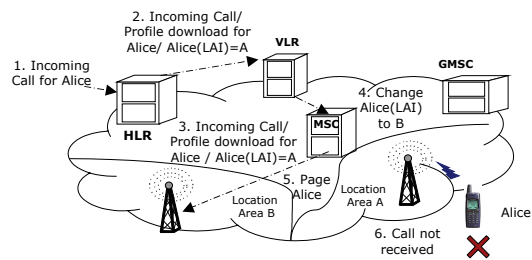 2. Incoming Call/
Profile download for
Alice/ Alice(LAI)=A
VLR
GMSC
1. Incoming
Call for Alice
HLR
3. Incoming Call/
Profile download for
Alice / Alice(LAI)=A
MSC
4. Change
Alice(LAI)
to B
5. Page
Alice
Location
Area B
Location
Area A
Alice
6. Call not
received